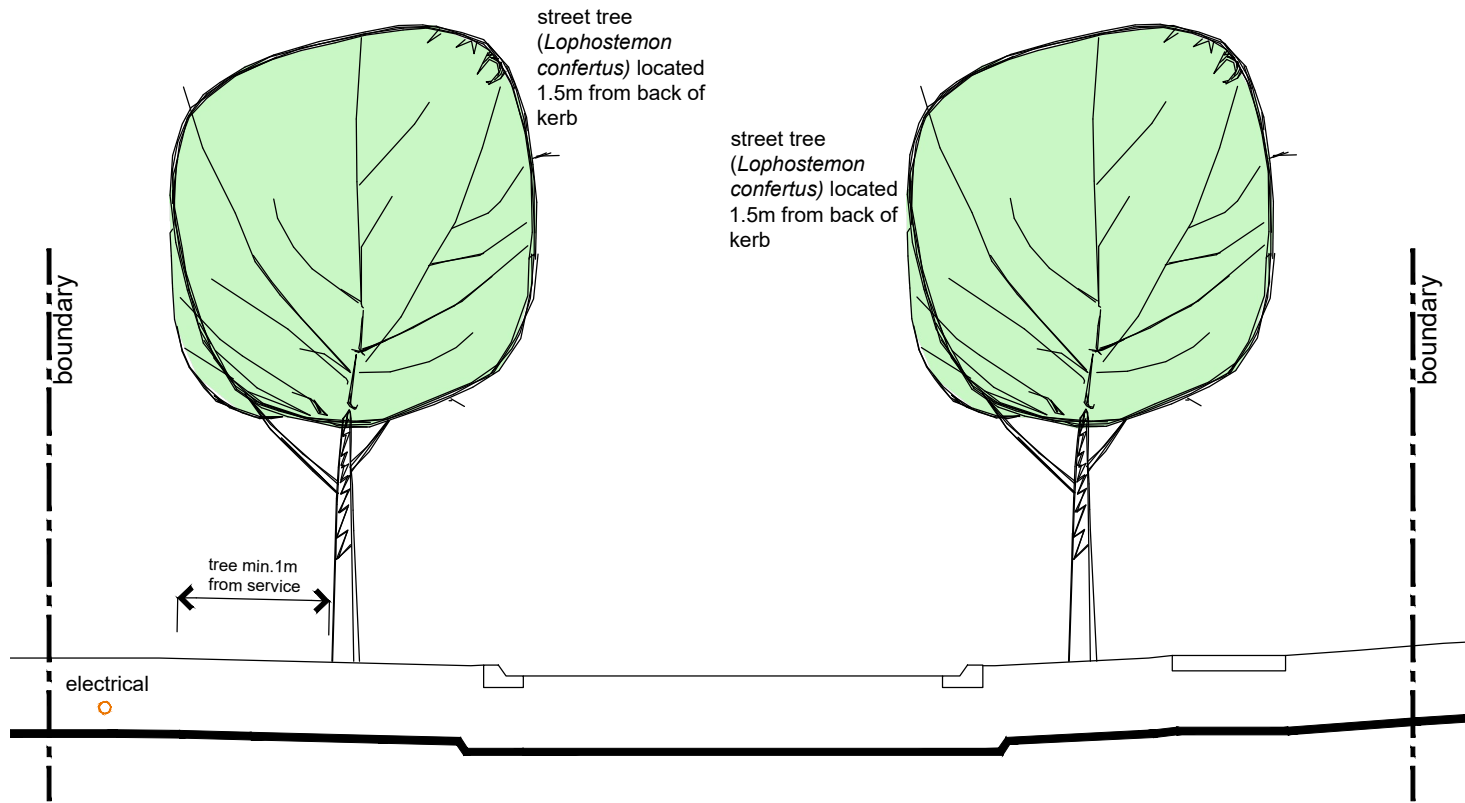 street tree
(Lophostemon
confertus) located
1.5m from back of
kerb
street tree
(Lophostemon
confertus) located
1.5m from back of
kerb
boundary
boundary
tree min.1m
from service
electrical